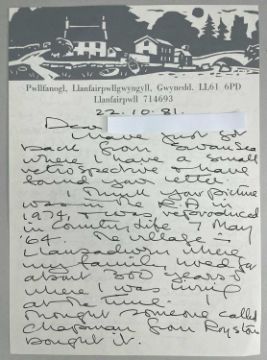 Pwllfanogl, Llanfairpwllgwyngyll, Gwynedd. LL61 6PD
Llanfairpwll 714693
22.10.81.
Dear
I have just got
back from Swansea
where I have a small
retrospective & have
found your letter.
I think your picture
was in the RA in
1974, & was reproduced
in Country Life 7 May
'64. The village is
Llansadwrn where
my family lived for
about 300 years &
where I was living
at the time. I
thought someone called
Chapman from Royston
bought it.